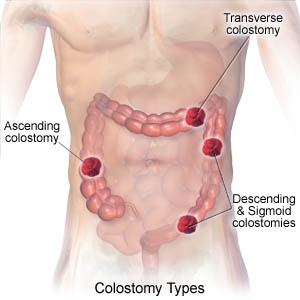 Transverse
colostomy
Ascending
colostomy
Descending
& Sigmoid
colostomies
Colostomy Types